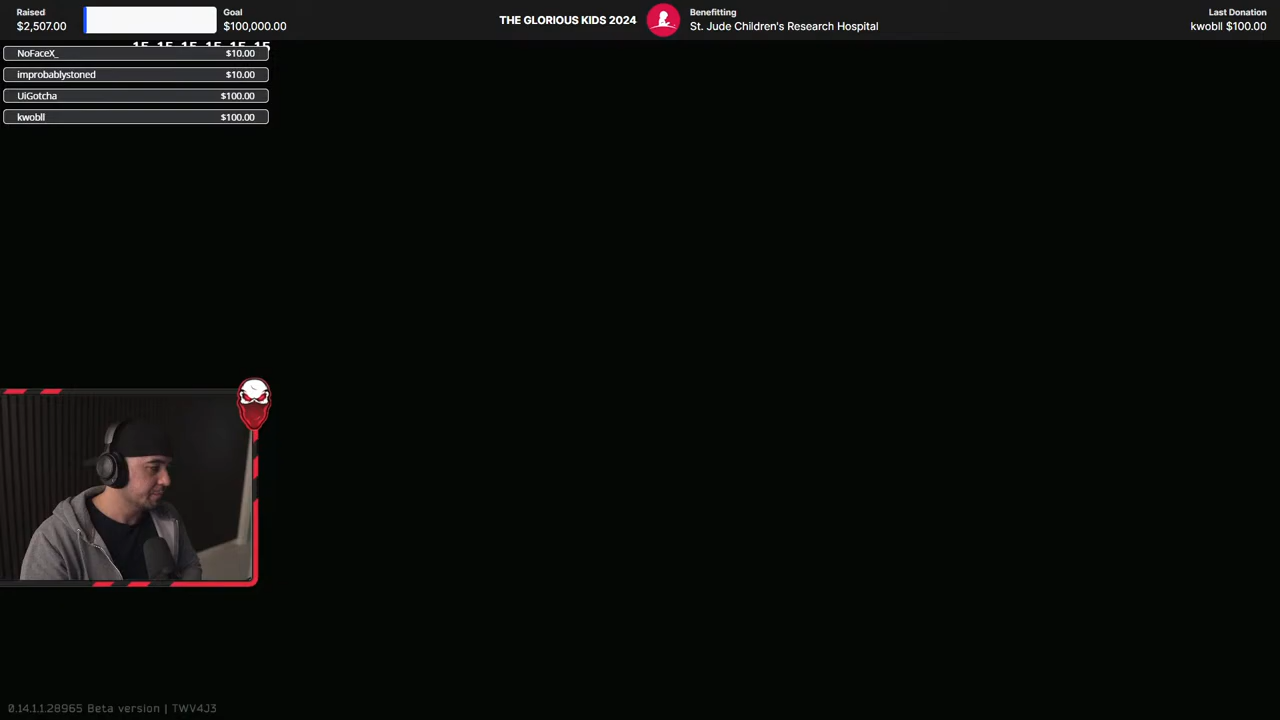 Raised
$2,507.00
Goal
$100,000.00
THE GLORIOUS KIDS 2024
Benefitting
St. Jude Children's Research Hospital
Last Donation
kwobll $100.00
NoFaceX_ $10.00
improbablystoned $10.00
UiGotcha $100.00
kwobll $100.00
0.14.1.1.28965 Beta version | TWV4J3